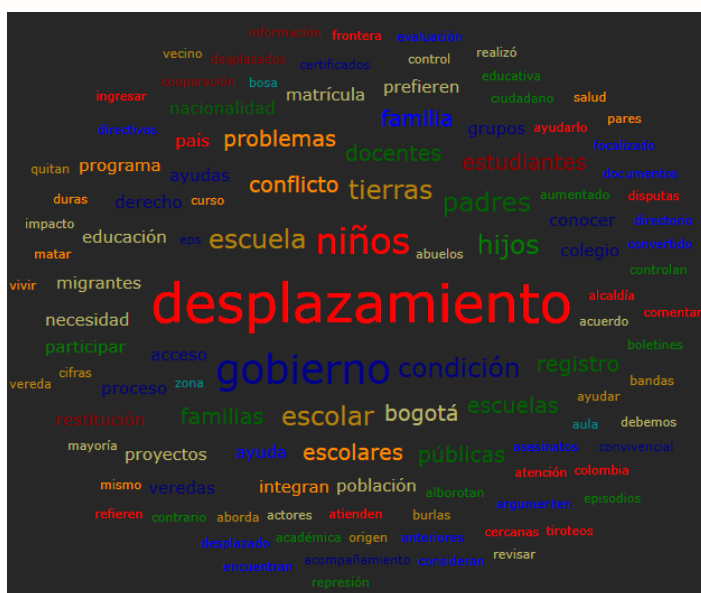 información frontera evaluación
vecino desplazados certificados control realizó
cooperación bosa matrícula prefieren educativa
ingresar nacionalidad ciudadano salud
directivos país problemas familia grupos ayudarlo pares
quitan programa ayudas docentes estudiantes focalizado
duras derecho curso conflicto tierras padres aumentado documentos disputas
impacto educación eps escuela niños abuelos hijos conocer colegio directorio
matar convertido
vivir migrantes controlan
necesidad desplazamiento alcaldía comentar
participar acceso acuerdo boletines
vereda cifras proceso zona gobierno condición registro bandas
restitución familias escolar bogotá escuelas ayudar aula debemos
mayoría proyectos ayuda escolares públicas asesinatos convivencial
mismo veredas integran población alborotan atención colombia
refieren contrario aborda actores atienden burlas argumenten episodios
desplazado académica origen anteriores cercanas tiroteos
encuentran acompañamiento consideran revisar
represión